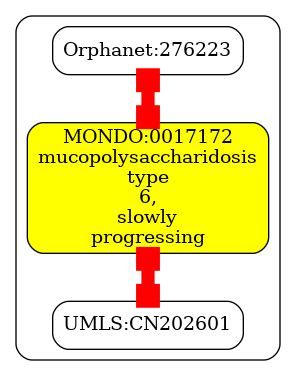 Orphanet:276223
MONDO:0017172
mucopolysaccharidosis
type
6,
slowly
progressing
UMLS:CN202601